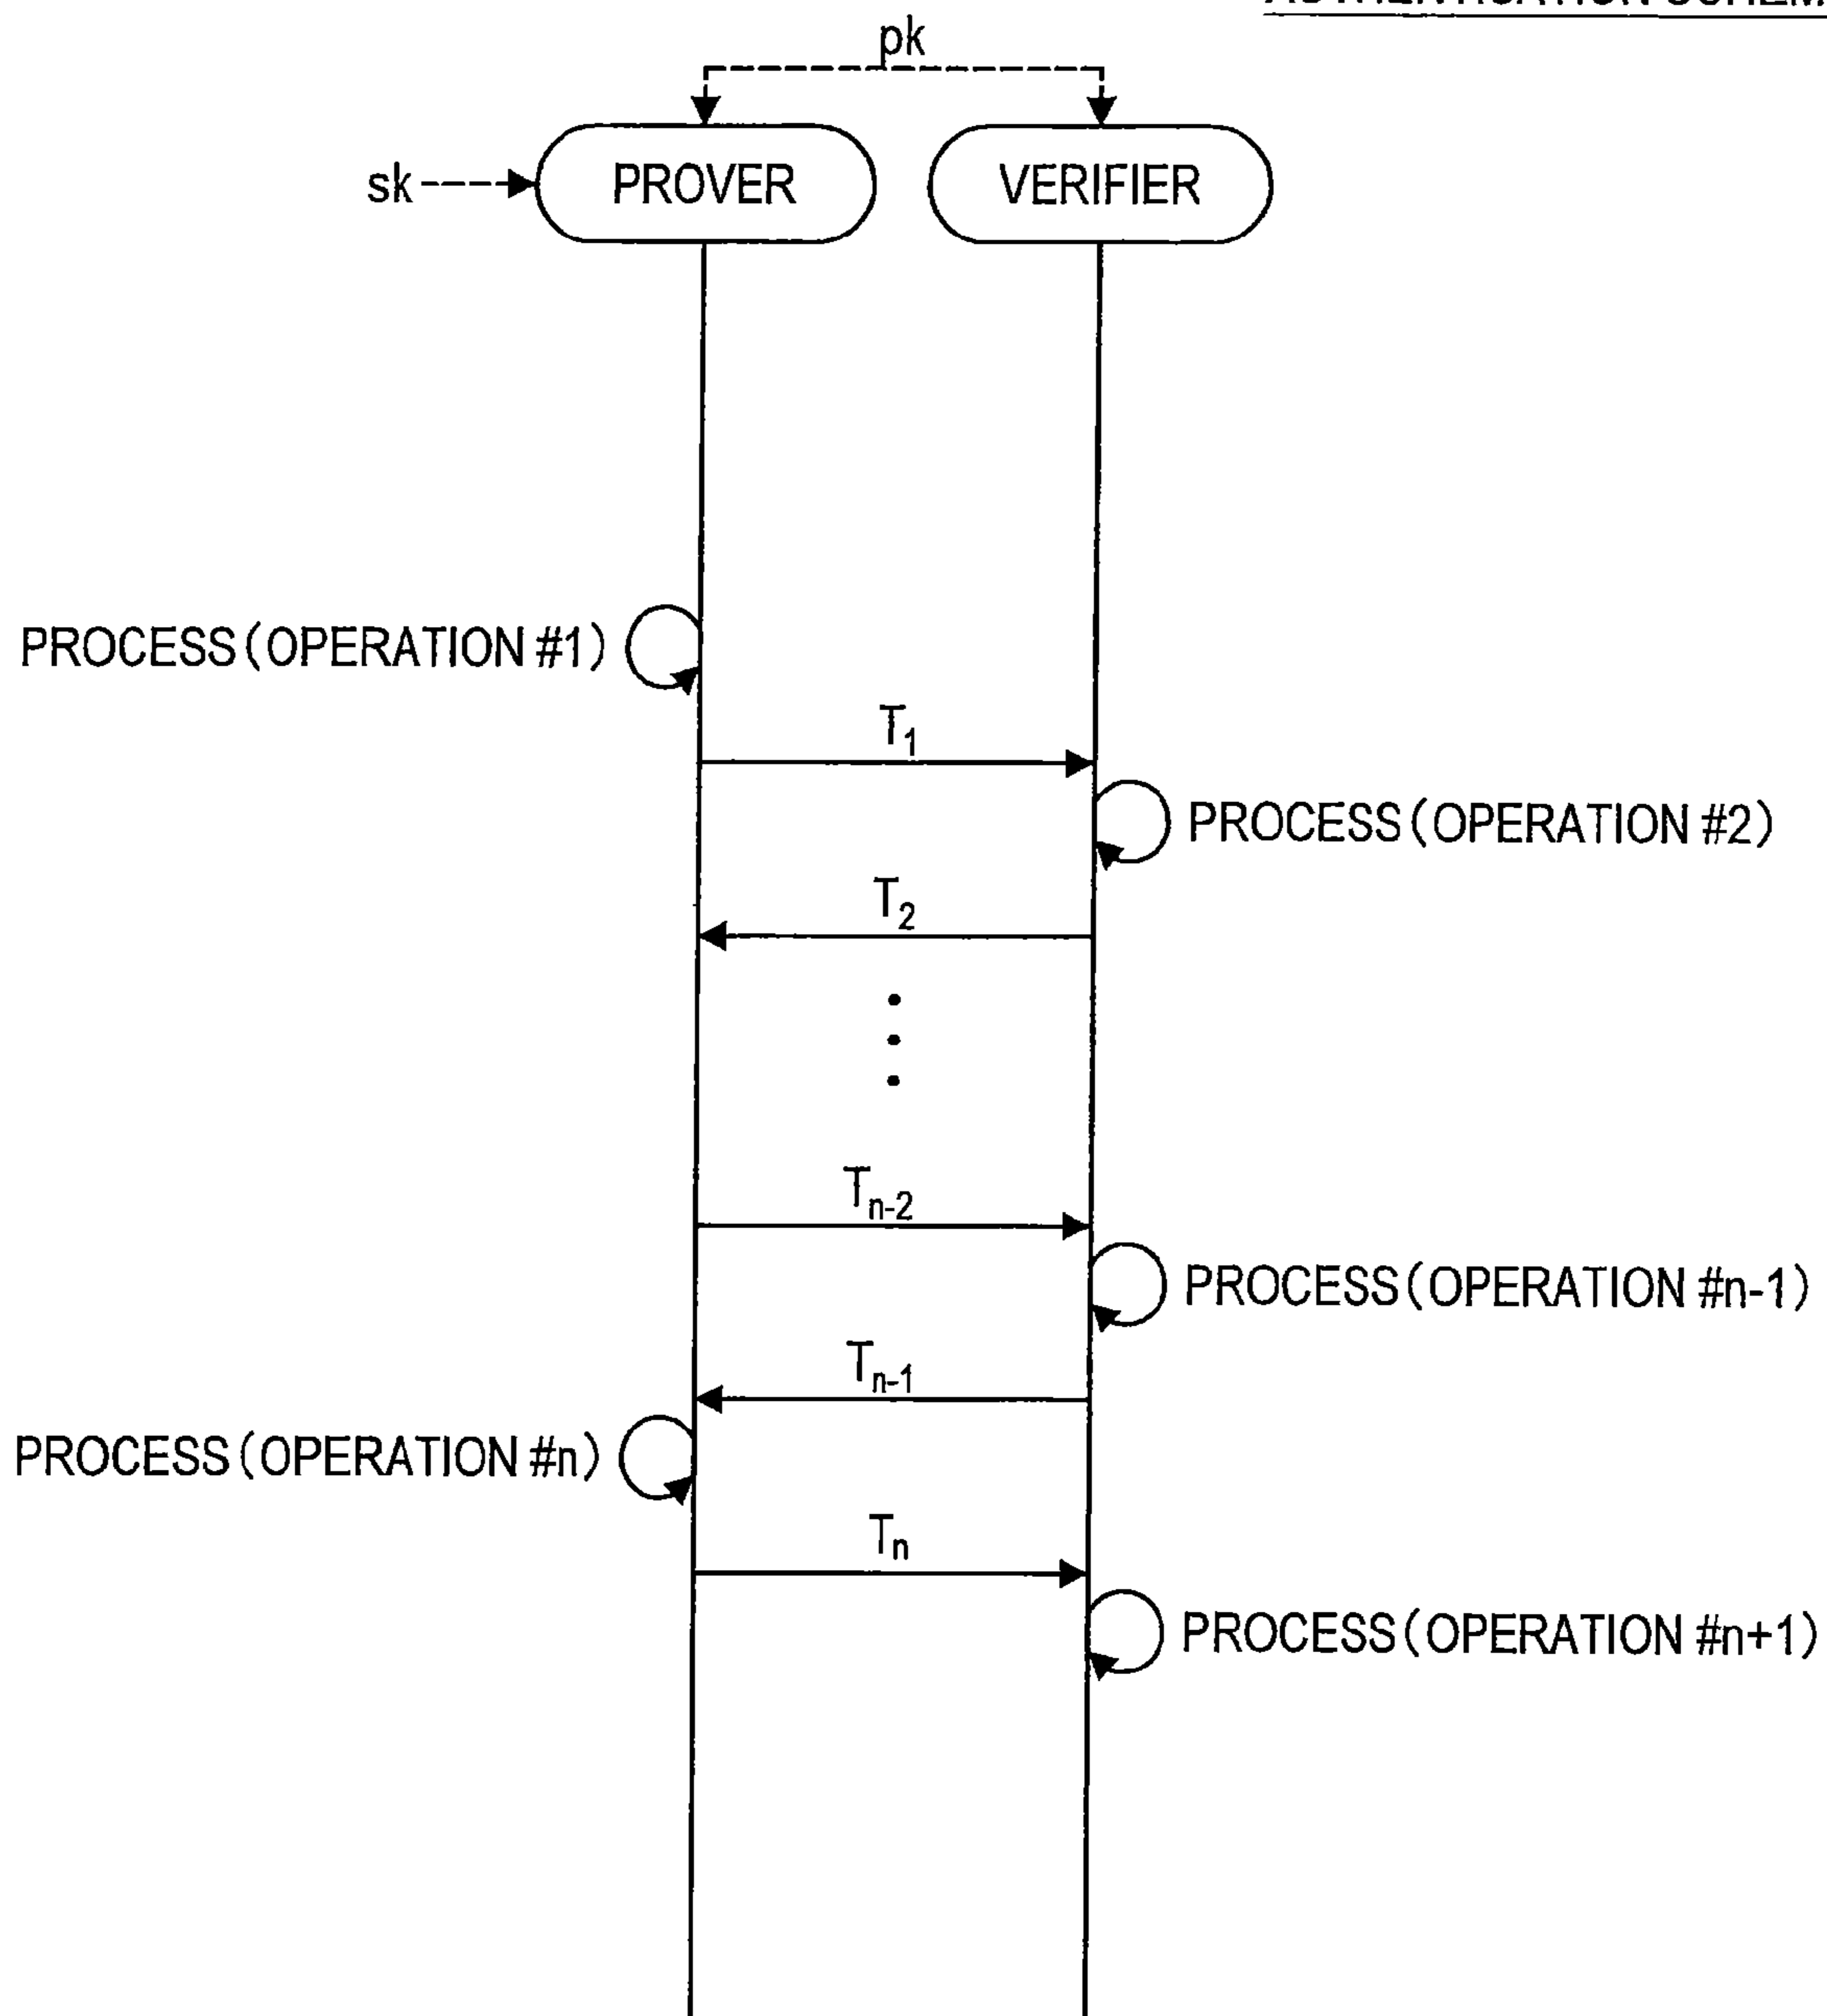 pk
sk
PROVER
VERIFIER
PROCESS(OPERATION #1)
T1
PROCESS(OPERATION #2)
T2
Tn-2
PROCESS(OPERATION #n-1)
Tn-1
PROCESS(OPERATION #n)
Tn
PROCESS(OPERATION #n+1)